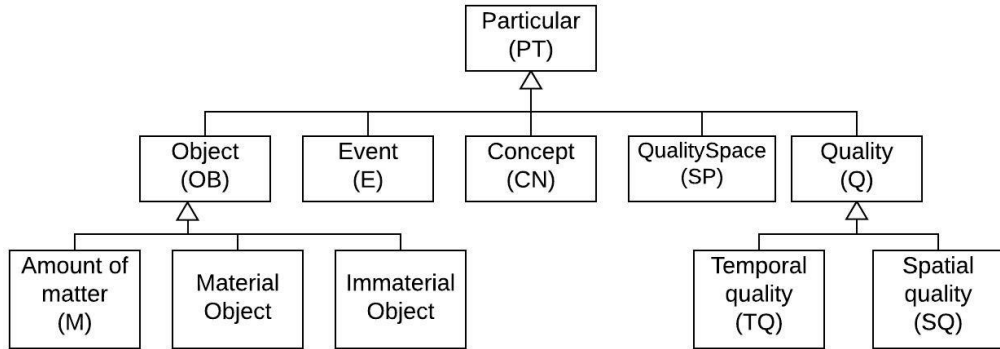 Particular
(PT)
Object
(OB)
Event
(E)
Concept
(CN)
QualitySpace
(SP)
Quality
(Q)
Amount of
matter
(M)
Material
Object
Immaterial
Object
Temporal
quality
(TQ)
Spatial
quality
(SQ)